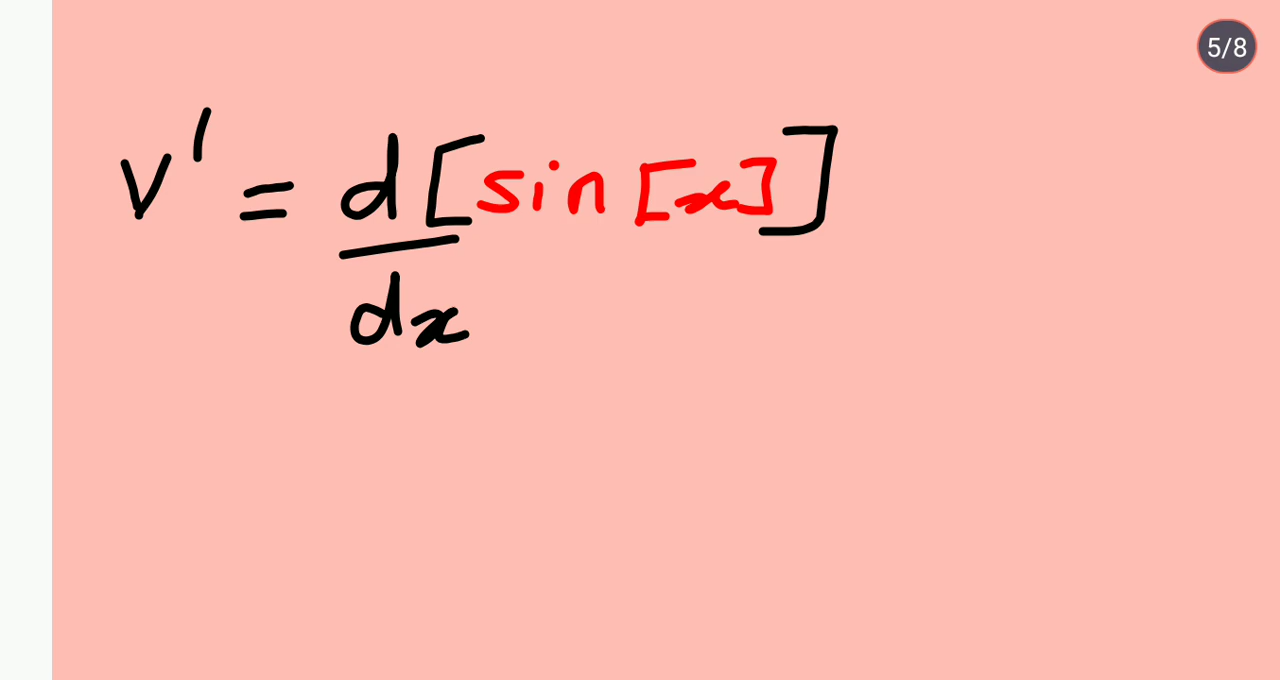 5/8
v' = d[sin[x]]
dx